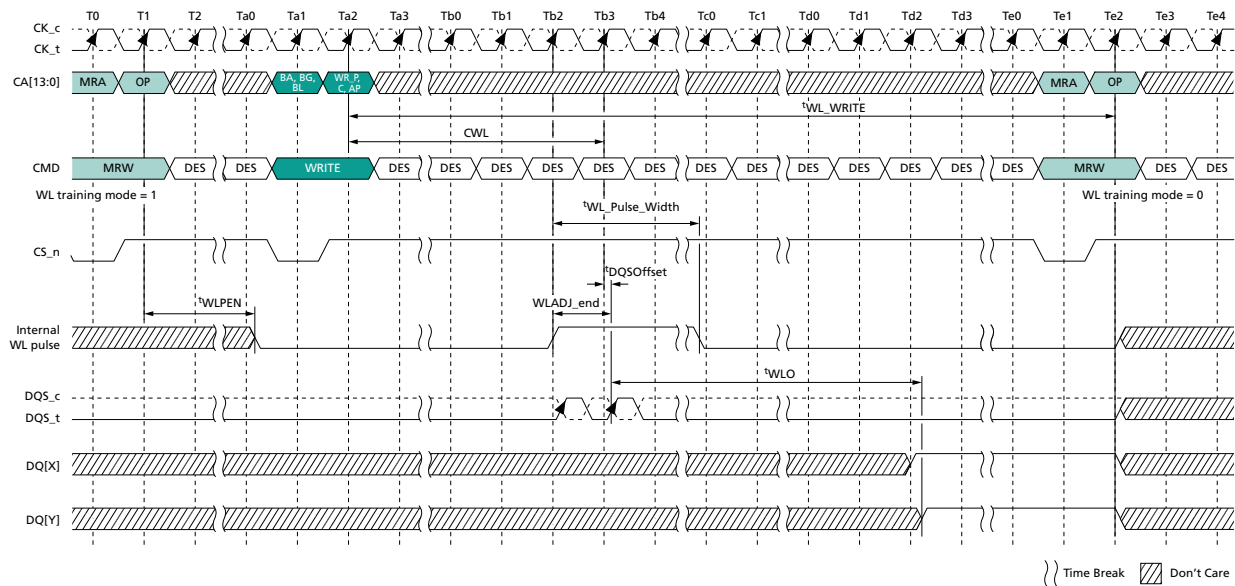 T0 T1 T2 Ta0 Ta1 Ta2 Ta3 Tb0 Tb1 Tb2 Tb3 Tb4 Tc0 Tc1 Td0 Td1 Td2 Td3 Te0 Te1 Te2 Te3 Te4
CK_c
CK_t
CA[13:0] MRA OP BA, BG, BL WR_P, C, AP MRA OP
tWL_WRITE
CWL
CMD MRW DES DES WRITE DES DES DES DES DES DES DES DES DES DES DES DES DES MRW DES DES
WL training mode = 1 WL training mode = 0
tWL_Pulse_Width
CS_n
tDQSOffset
tWLPEN WLADJ_end
Internal
WL pulse
tWLO
DQS_c
DQS_t
DQ[X]
DQ[Y]
Time Break Don't Care